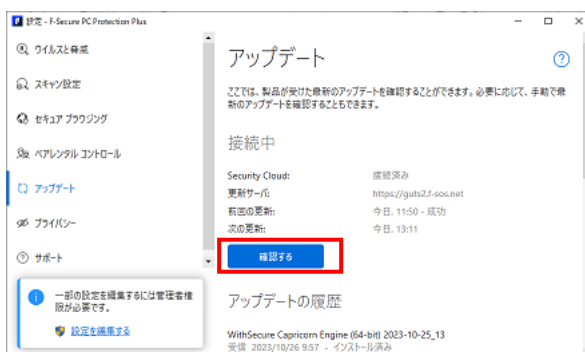 設定 - F-Secure PC Protection Plus
ウイルスと脅威
スキャン設定
セキュア ブラウジング
ペアレンタル コントロール
アップデート
プライバシー
サポート
一部の設定を編集するには管理者権
限が必要です。
設定を編集する
アップデート
ここでは、製品が受けた最新のアップデートを確認することができます。必要に応じて、手動で最
新のアップデートを確認することもできます。
接続中
Security Cloud: 接続済み
更新サーバ: https://guts2.f-sos.net
前回の更新: 今日, 11:50 - 成功
次の更新: 今日, 13:11
確認する
アップデートの履歴
WithSecure Capricorn Engine (64-bit) 2023-10-25_13
受信 2023/10/26 9:57 - インストール済み